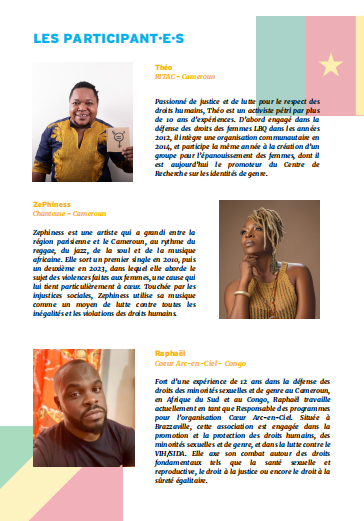 LES PARTICIPANT·E·S
Théo
RITAC - Cameroun
Passionné de justice et de lutte pour le respect des
droits humains, Théo est un activiste pétri par plus
de 10 ans d'expériences. D'abord engagé dans la
défense des droits des femmes LBQ dans les années
2012, il intègre une organisation communautaire en
2014, et participe la même année à la création d'un
groupe pour l'épanouissement des femmes, dont il
est aujourd'hui le promoteur du Centre de
Recherche sur les identités de genre.
ZePhiness
Chanteuse - Cameroun
Zephiness est une artiste qui a grandi entre la
région parisienne et le Cameroun, au rythme du
reggae, du jazz, de la soul et de la musique
africaine. Elle sort un premier single en 2010, puis
un deuxième en 2023, dans lequel elle aborde le
sujet des violences faites aux femmes, une cause qui
lui tient particulièrement à cœur. Touchée par les
injustices sociales, Zephiness utilise sa musique
comme un moyen de lutte contre toutes les
inégalités et les violations des droits humains.
Raphaël
Coeur Arc-en-Ciel - Congo
Fort d'une expérience de 12 ans dans la défense des
droits des minorités sexuelles et de genre au Cameroun,
en Afrique du Sud et au Congo, Raphaël travaille
actuellement en tant que Responsable des programmes
pour l'organisation Cœur Arc-en-Ciel. Située à
Brazzaville, cette association est engagée dans la
promotion et la protection des droits humains, des
minorités sexuelles et de genre, et dans la lutte contre le
VIH/SIDA. Elle axe son combat autour des droits
fondamentaux tels que la santé sexuelle et
reproductive, le droit à la justice ou encore le droit à la
sûreté égalitaire.